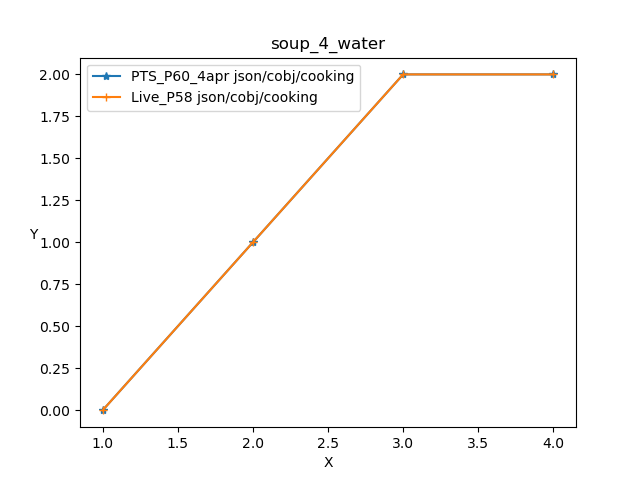 soup_4_water
PTS_P60_4apr json/cobj/cooking
Live_P58 json/cobj/cooking
2.00
1.75
1.50
1.25
1.00
0.75
0.50
0.25
0.00
Y
1.0 1.5 2.0 2.5 3.0 3.5 4.0
X